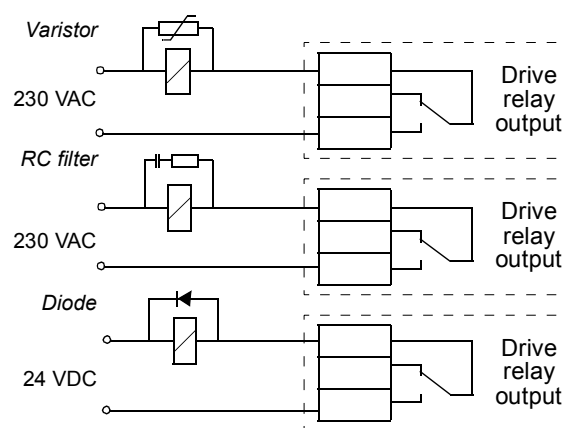 Varistor
230 VAC
Drive
relay
output
RC filter
230 VAC
Drive
relay
output
Diode
24 VDC
Drive
relay
output